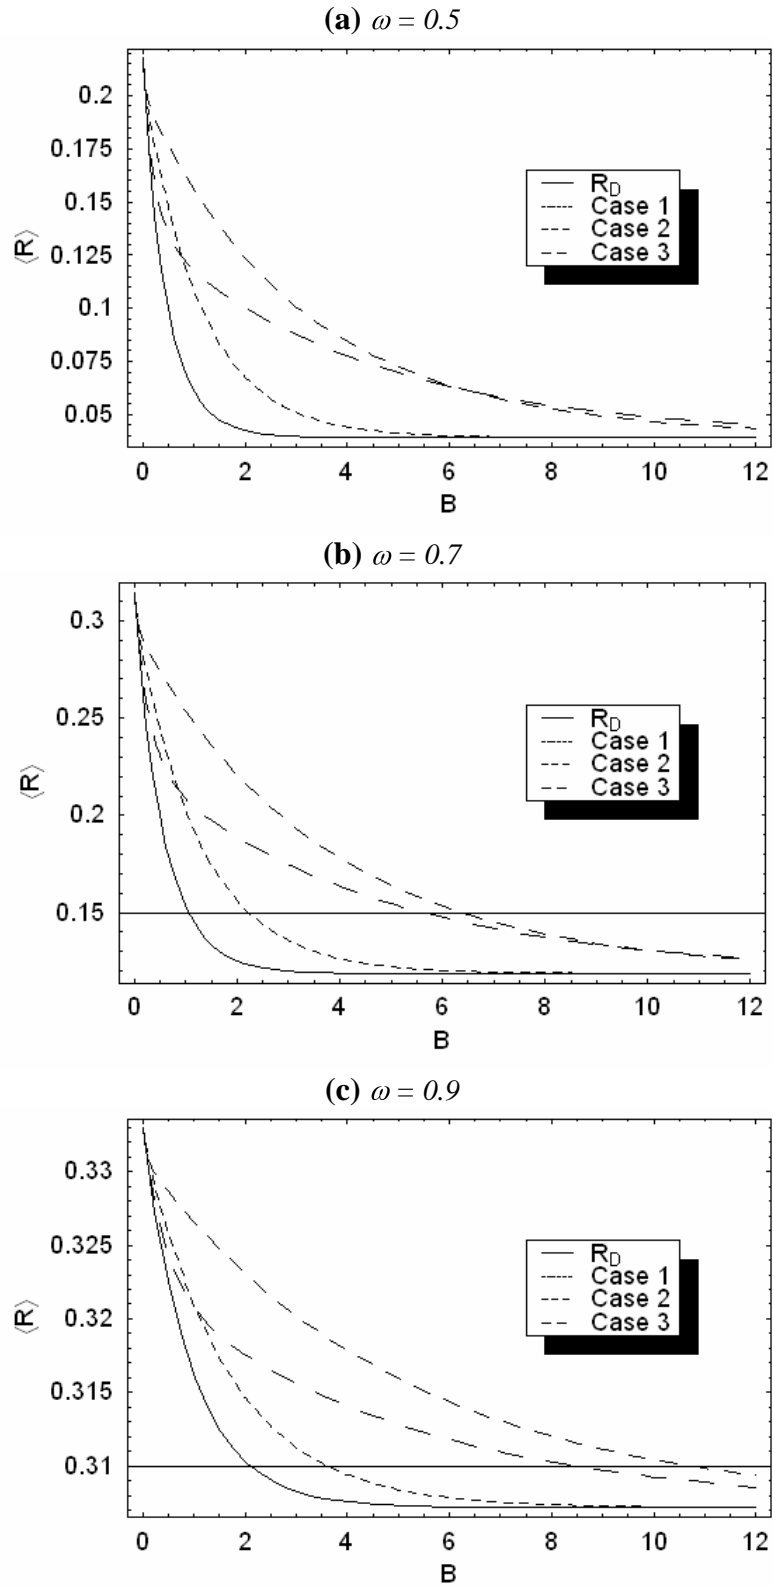 (a) ω = 0.5
0.2
0.175
0.15
0.125
0.1
0.075
0.05
⟨R⟩
R_D
Case 1
Case 2
Case 3
0 2 4 6 8 10 12
B
(b) ω = 0.7
0.3
0.25
0.2
0.15
⟨R⟩
R_D
Case 1
Case 2
Case 3
0 2 4 6 8 10 12
B
(c) ω = 0.9
0.33
0.325
0.32
0.315
0.31
⟨R⟩
R_D
Case 1
Case 2
Case 3
0 2 4 6 8 10 12
B